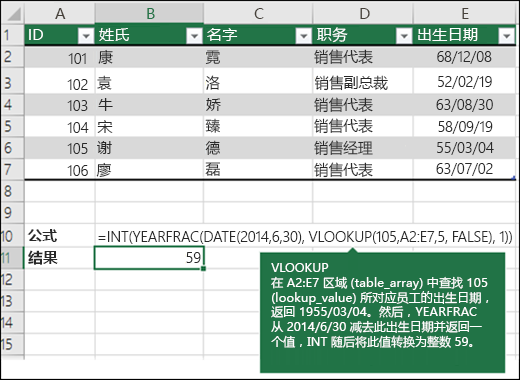 A B C D E
1 ID 姓氏 名字 职务 出生日期
2 101 康 霓 销售代表 68/12/08
3 102 袁 洛 销售副总裁 52/02/19
4 103 牛 娇 销售代表 63/08/30
5 104 宋 臻 销售代表 58/09/19
6 105 谢 德 销售经理 55/03/04
7 106 廖 磊 销售代表 63/07/02
8
9
10 公式 =INT(YEARFRAC(DATE(2014,6,30), VLOOKUP(105,A2:E7,5, FALSE), 1))
11 结果 59
12
13
14
15
16
VLOOKUP
在 A2:E7 区域 (table_array) 中查找 105
(lookup_value) 所对应员工的出生日期，
返回 1955/03/04。然后，YEARFRAC
从 2014/6/30 减去此出生日期并返回一
个值，INT 随后将此值转换为整数 59。